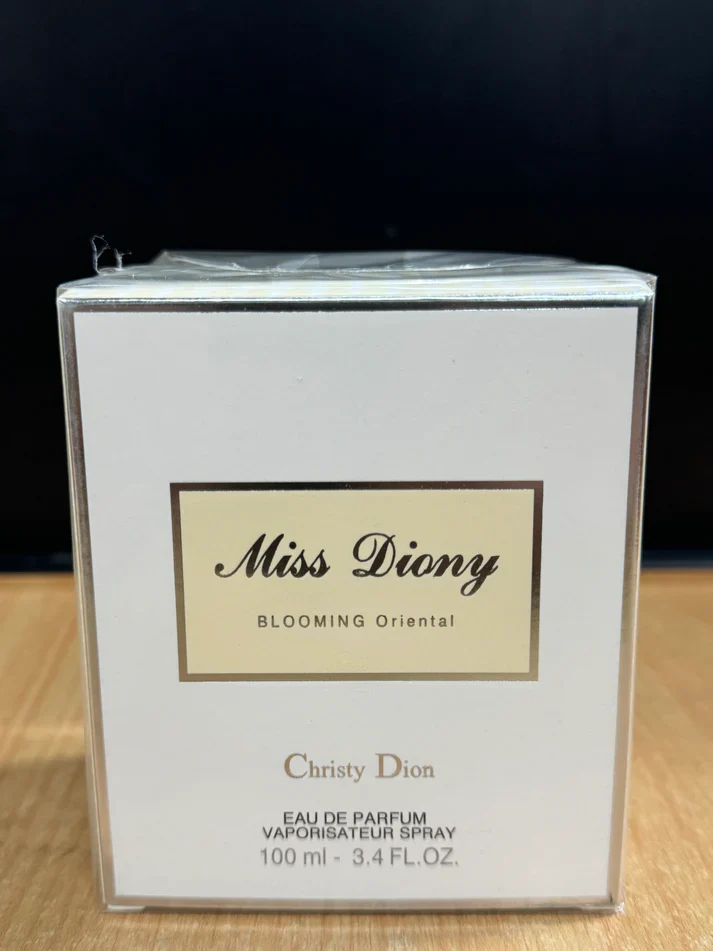 Miss Diony
BLOOMING Oriental
Christy Dion
EAU DE PARFUM
VAPORISATEUR SPRAY
100 ml - 3.4 FL.OZ.